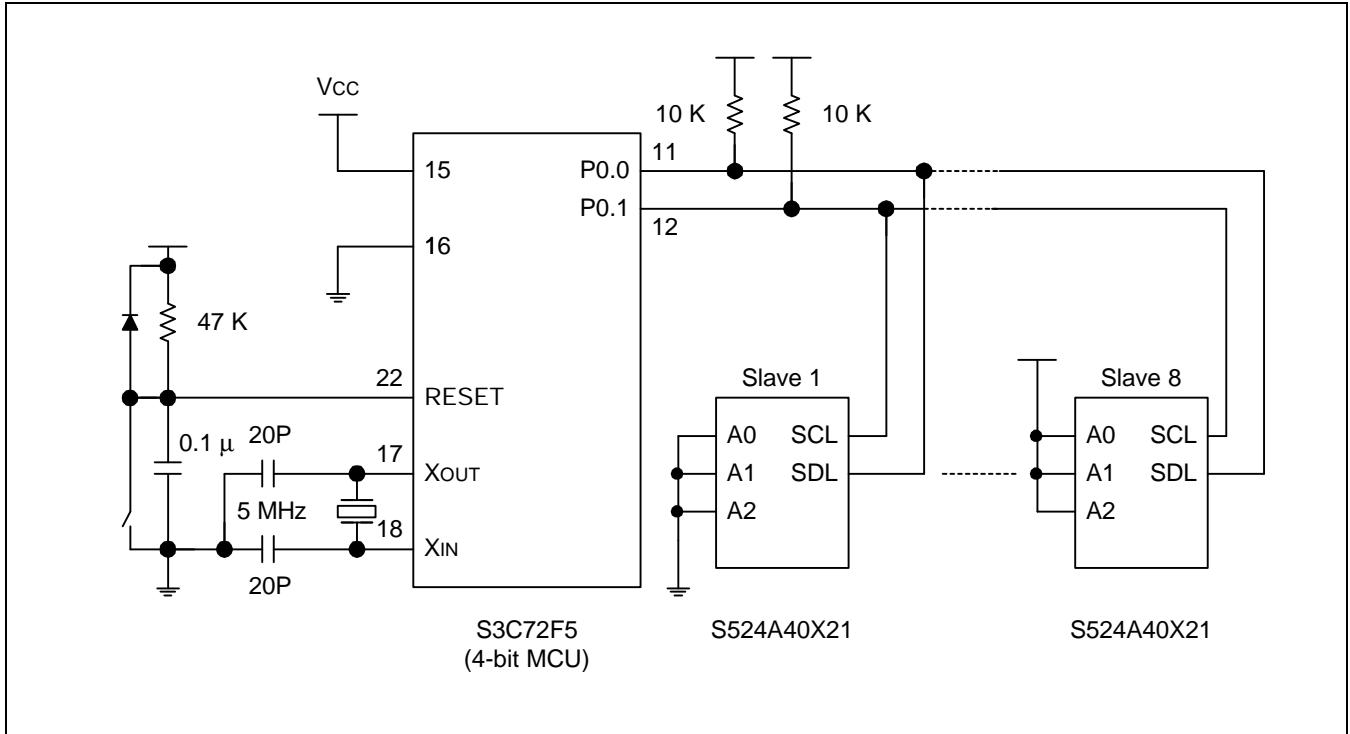 VCC
10 K
10 K
15
P0.0
11
P0.1
12
16
47 K
22
RESET
Slave 1
Slave 8
0.1 μ
20P
17
XOUT
A0 SCL
A0 SCL
A1 SDL
A1 SDL
5 MHz
A2
A2
18
XIN
20P
S3C72F5
(4-bit MCU)
S524A40X21
S524A40X21